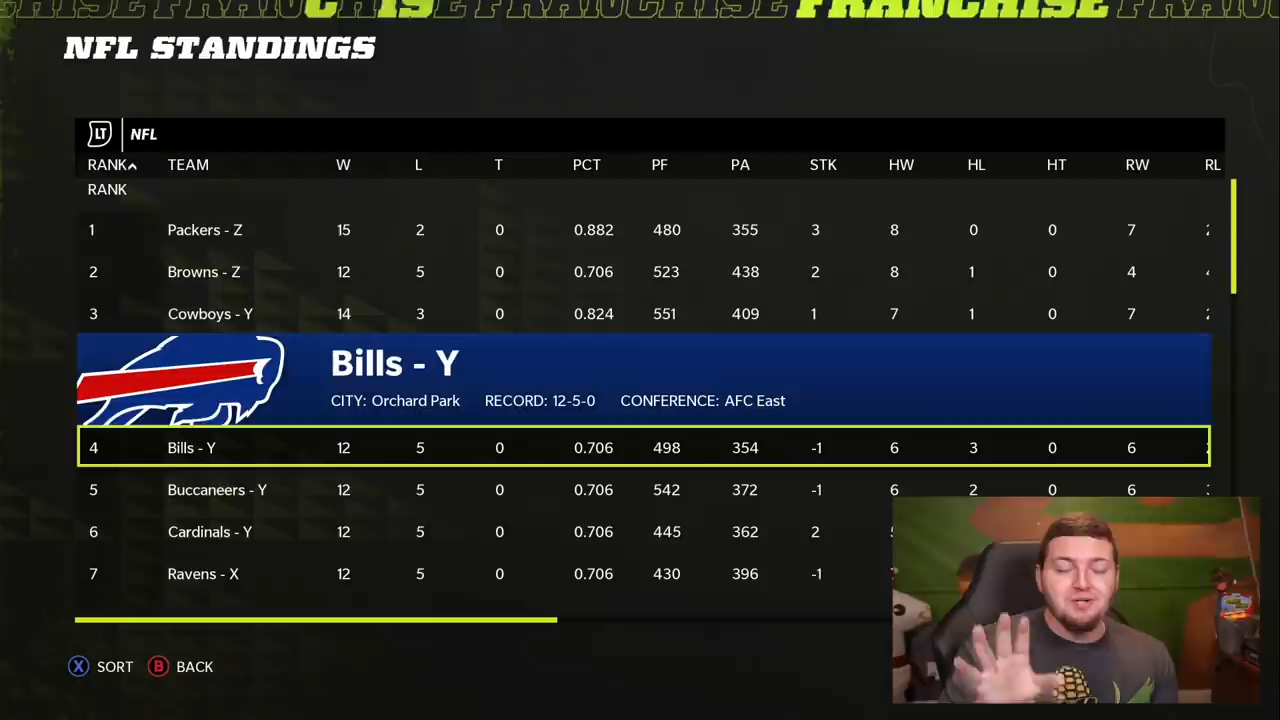 CHISE FRANCHISE FRANCHISE FRANCHISE FRAN
NFL STANDINGS
LT NFL
RANK TEAM W L T PCT PF PA STK HW HL HT RW RL
RANK
1 Packers - Z 15 2 0 0.882 480 355 3 8 0 0 7
2 Browns - Z 12 5 0 0.706 523 438 2 8 1 0 4
3 Cowboys - Y 14 3 0 0.824 551 409 1 7 1 0 7
Bills - Y
CITY: Orchard Park RECORD: 12-5-0 CONFERENCE: AFC East
4 Bills - Y 12 5 0 0.706 498 354 -1 6 3 0 6
5 Buccaneers - Y 12 5 0 0.706 542 372 -1 6 2 0 6
6 Cardinals - Y 12 5 0 0.706 445 362 2
7 Ravens - X 12 5 0 0.706 430 396 -1
X SORT B BACK